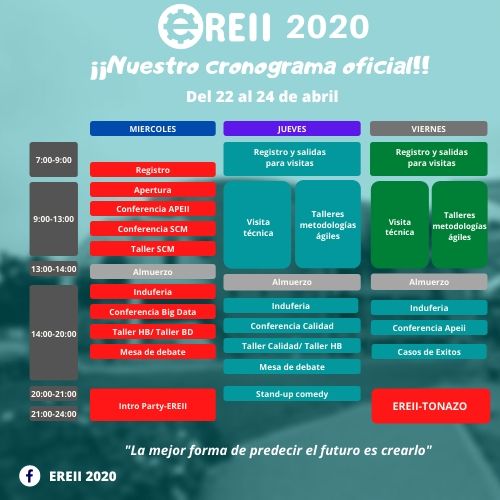 eREII 2020
¡¡Nuestro cronograma oficial!!
Del 22 al 24 de abril
MIERCOLES
JUEVES
VIERNES
7:00-9:00
Registro
Registro y salidas
para visitas
Registro y salidas
para visitas
9:00-13:00
Apertura
Conferencia APEII
Conferencia SCM
Taller SCM
Visita
técnica
Talleres
metodologías
ágiles
Visita
técnica
Talleres
metodologías
ágiles
13:00-14:00
Almuerzo
Almuerzo
Almuerzo
14:00-20:00
Induferia
Conferencia Big Data
Taller HB/ Taller BD
Mesa de debate
Induferia
Conferencia Calidad
Taller Calidad/ Taller HB
Mesa de debate
Induferia
Conferencia Apeii
Casos de Exitos
20:00-21:00
21:00-24:00
Intro Party-EREII
Stand-up comedy
EREII-TONAZO
"La mejor forma de predecir el futuro es crearlo"
f EREII 2020